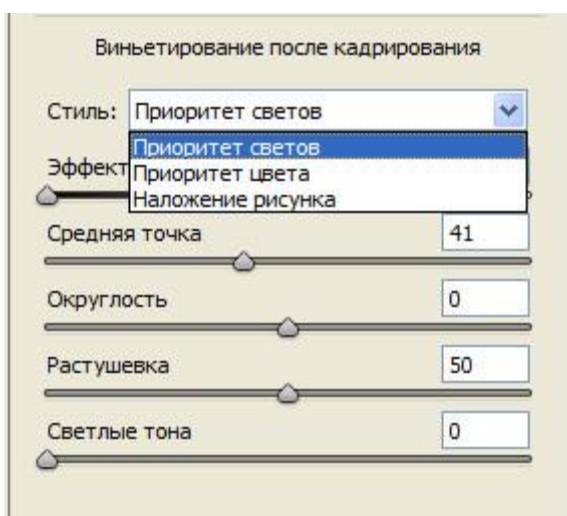 Виньетирование после кадрирования
Стиль: Приоритет светов
Приоритет светов
Эффект
Приоритет цвета
Наложение рисунка
Средняя точка 41
Округлость 0
Растушевка 50
Светлые тона 0